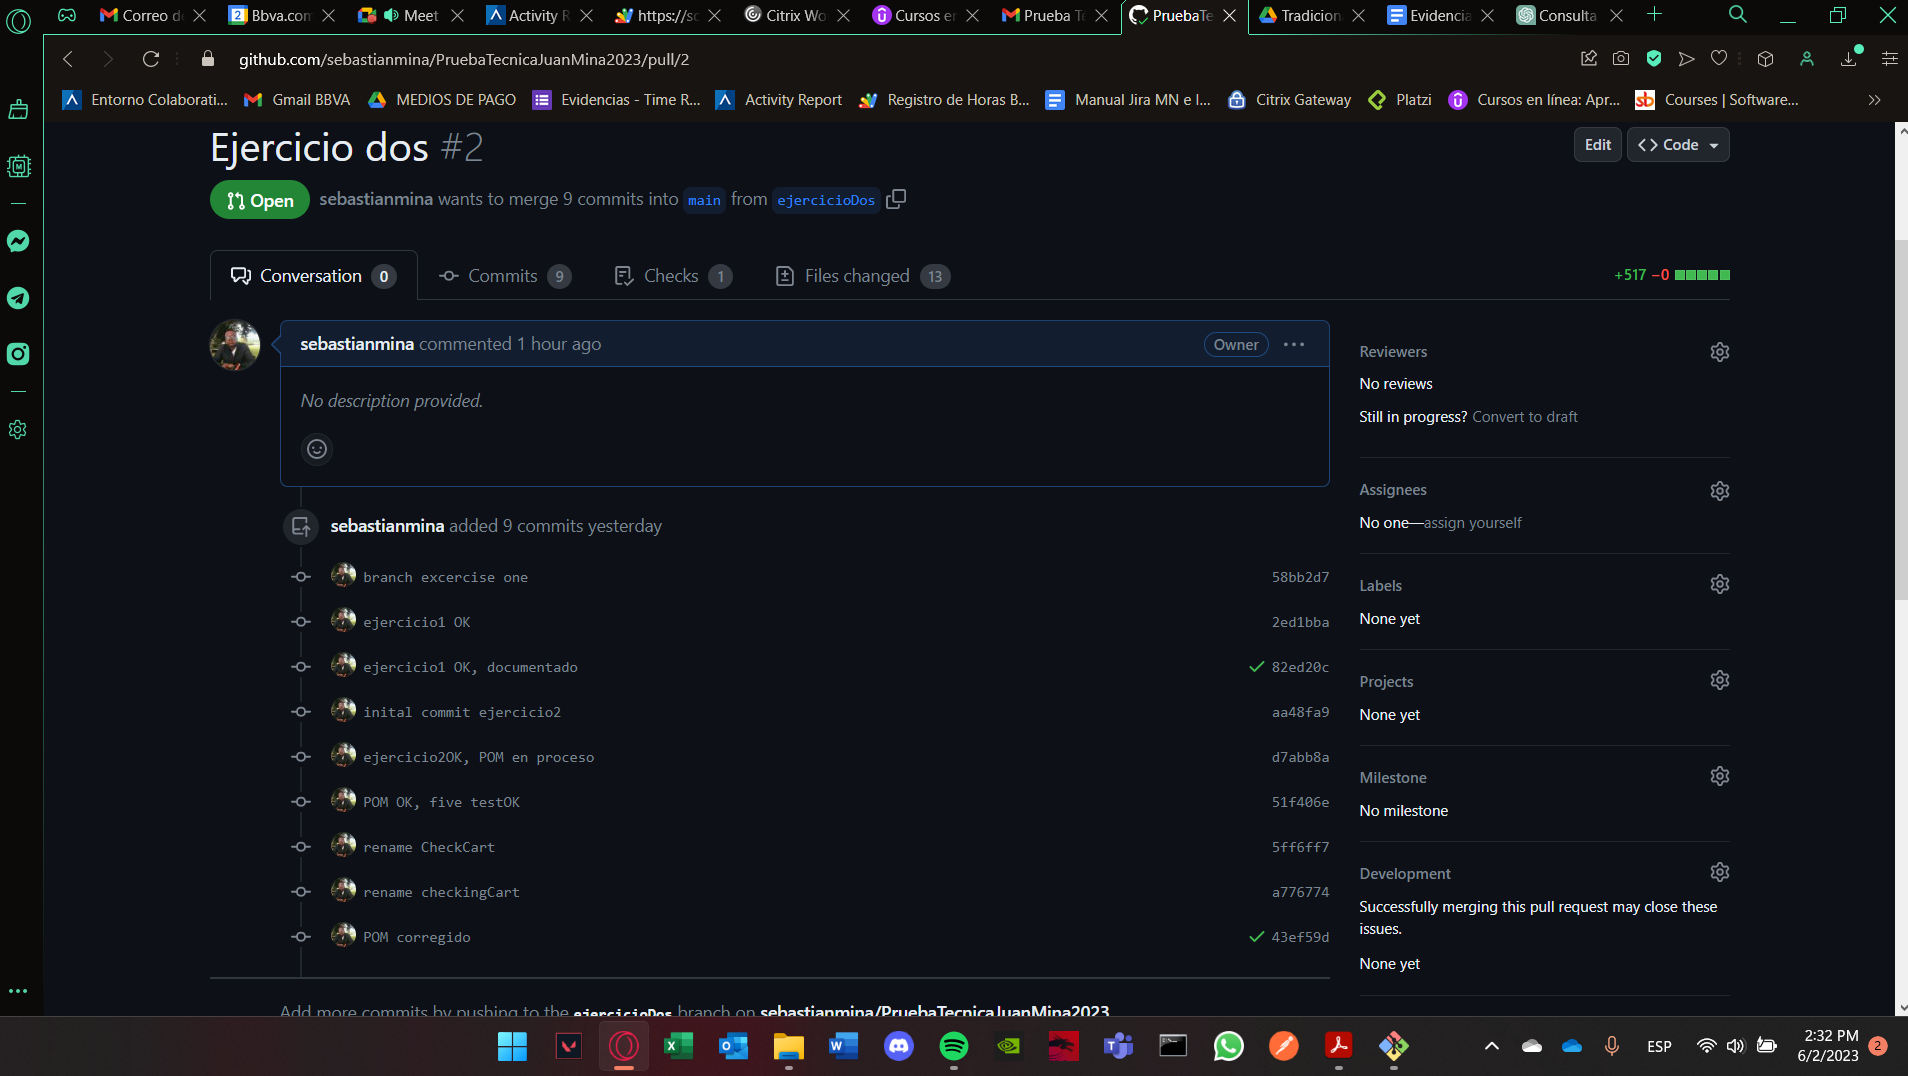 Correo d
Bbva.com
Meet
Activity R
https://sc
Citrix Wo
Cursos en
Prueba Te
PruebaTe
Tradicion
Evidencia
Consulta
github.com/sebastianmina/PruebaTecnicaJuanMina2023/pull/2
Entorno Colaborati...
Gmail BBVA
MEDIOS DE PAGO
Evidencias - Time R...
Activity Report
Registro de Horas B...
Manual Jira MN e I...
Citrix Gateway
Platzi
Cursos en línea: Apr...
Courses | Software...
Ejercicio dos #2
Edit
<> Code
Open
sebastianmina wants to merge 9 commits into main from ejercicioDos
Conversation 0
Commits 9
Checks 1
Files changed 13
+517 −0
sebastianmina commented 1 hour ago
Owner
No description provided.
sebastianmina added 9 commits yesterday
branch excercise one 58bb2d7
ejercicio1 OK 2ed1bba
ejercicio1 OK, documentado 82ed20c
inital commit ejercicio2 aa48fa9
ejercicio2OK, POM en proceso d7abb8a
POM OK, five testOK 51f406e
rename CheckCart 5ff6ff7
rename checkingCart a776774
POM corregido 43ef59d
Add more commits by pushing to the ejercicioDos branch on sebastianmina/PruebaTecnicaJuanMina2023
Reviewers
No reviews
Still in progress? Convert to draft
Assignees
No one—assign yourself
Labels
None yet
Projects
None yet
Milestone
No milestone
Development
Successfully merging this pull request may close these
issues.
None yet
ESP
2:32 PM
6/2/2023
2